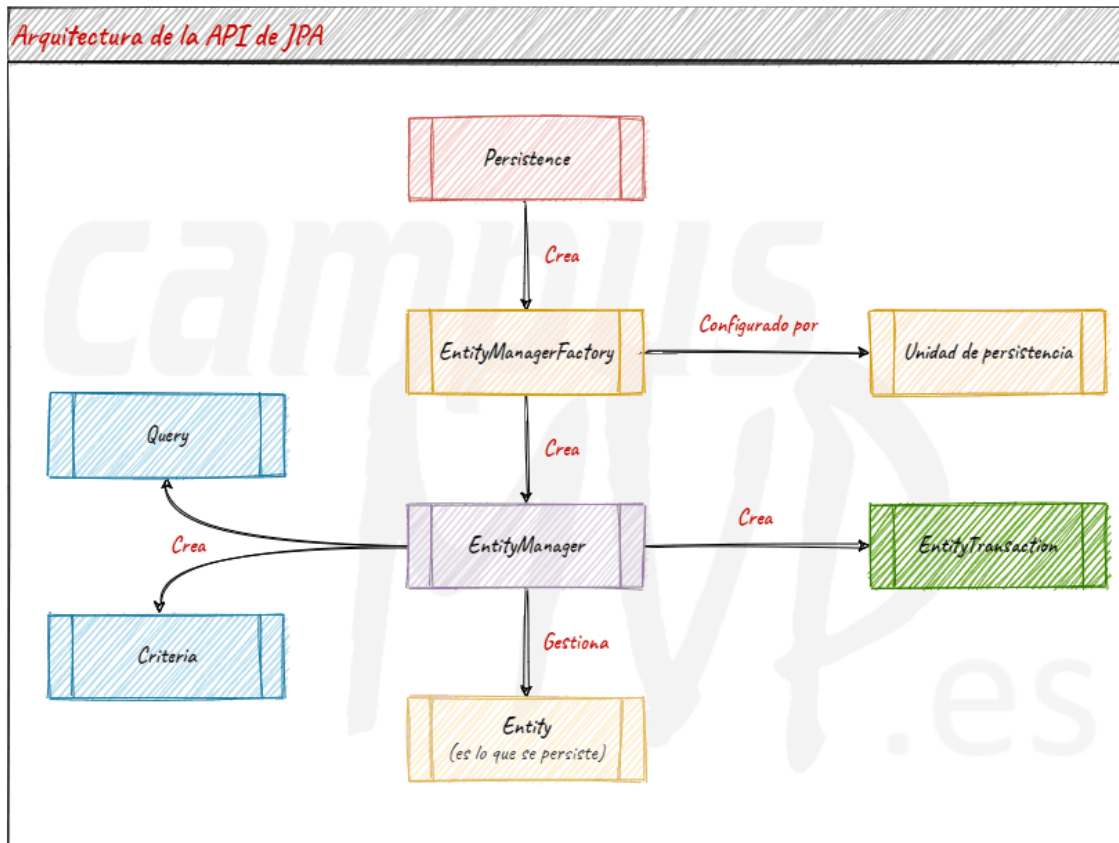 Arquitectura de la API de JPA
Persistence
Crea
EntityManagerFactory
Configurado por
Unidad de persistencia
Crea
Query
Crea
EntityManager
Crea
EntityTransaction
Criteria
Gestiona
Entity
(es lo que se persiste)
campus
MVP
.es